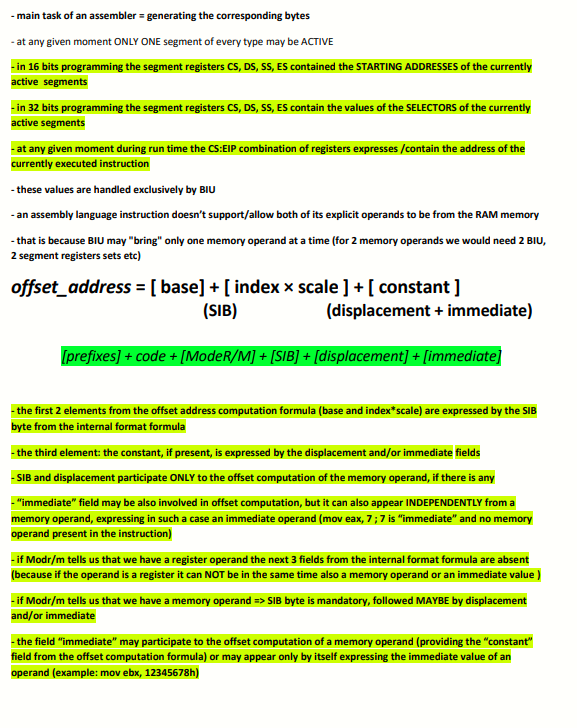 - main task of an assembler = generating the corresponding bytes
- at any given moment ONLY ONE segment of every type may be ACTIVE
- in 16 bits programming the segment registers CS, DS, SS, ES contained the STARTING ADDRESSES of the currently
active segments
- in 32 bits programming the segment registers CS, DS, SS, ES contain the values of the SELECTORS of the currently
active segments
- at any given moment during run time the CS:EIP combination of registers expresses /contain the address of the
currently executed instruction
- these values are handled exclusively by BIU
- an assembly language instruction doesn't support/allow both of its explicit operands to be from the RAM memory
- that is because BIU may "bring" only one memory operand at a time (for 2 memory operands we would need 2 BIU,
2 segment registers sets etc)
offset_address = [ base] + [ index × scale ] + [ constant ]
(SIB) (displacement + immediate)
[prefixes] + code + [ModeR/M] + [SIB] + [displacement] + [immediate]
- the first 2 elements from the offset address computation formula (base and index*scale) are expressed by the SIB
byte from the internal format formula
- the third element: the constant, if present, is expressed by the displacement and/or immediate fields
- SIB and displacement participate ONLY to the offset computation of the memory operand, if there is any
- “immediate” field may be also involved in offset computation, but it can also appear INDEPENDENTLY from a
memory operand, expressing in such a case an immediate operand (mov eax, 7 ; 7 is “immediate” and no memory
operand present in the instruction)
- if Modr/m tells us that we have a register operand the next 3 fields from the internal format formula are absent
(because if the operand is a register it can NOT be in the same time also a memory operand or an immediate value )
- if Modr/m tells us that we have a memory operand => SIB byte is mandatory, followed MAYBE by displacement
and/or immediate
- the field “immediate” may participate to the offset computation of a memory operand (providing the “constant”
field from the offset computation formula) or may appear only by itself expressing the immediate value of an
operand (example: mov ebx, 12345678h)